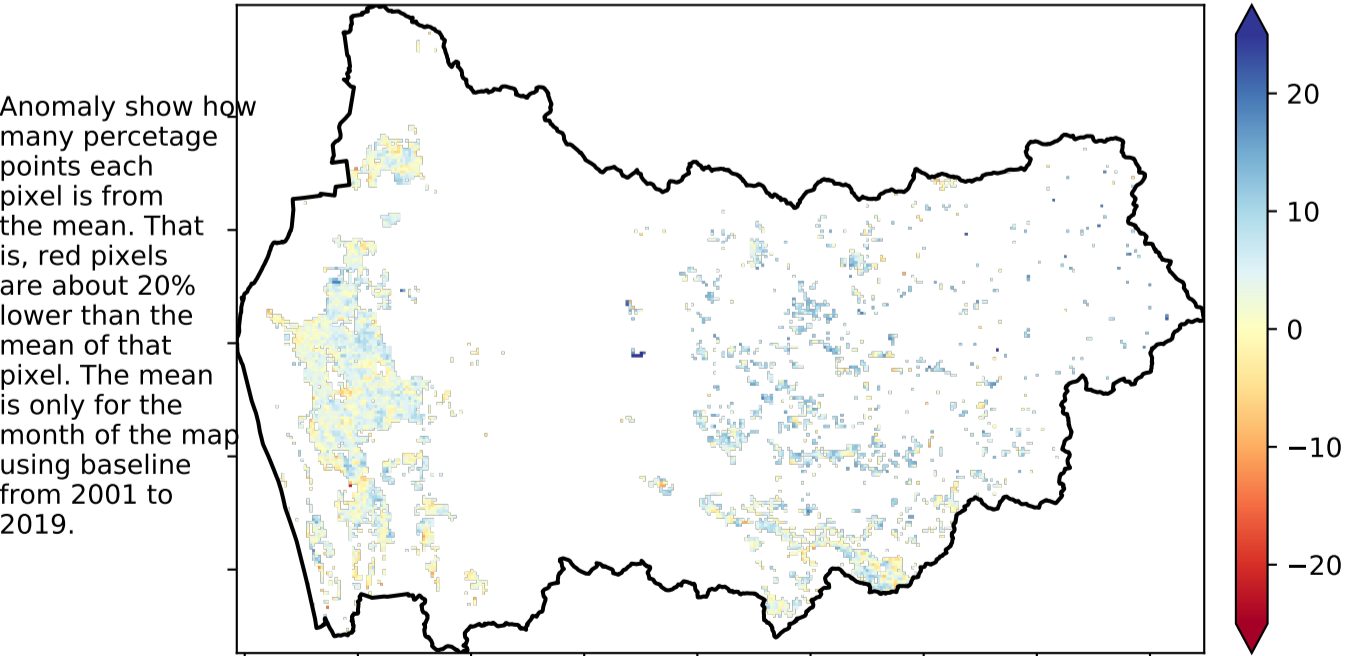 Anomaly show how
many percetage
points each
pixel is from
the mean. That
is, red pixels
are about 20%
lower than the
mean of that
pixel. The mean
is only for the
month of the map
using baseline
from 2001 to
2019.
20
10
0
−10
−20